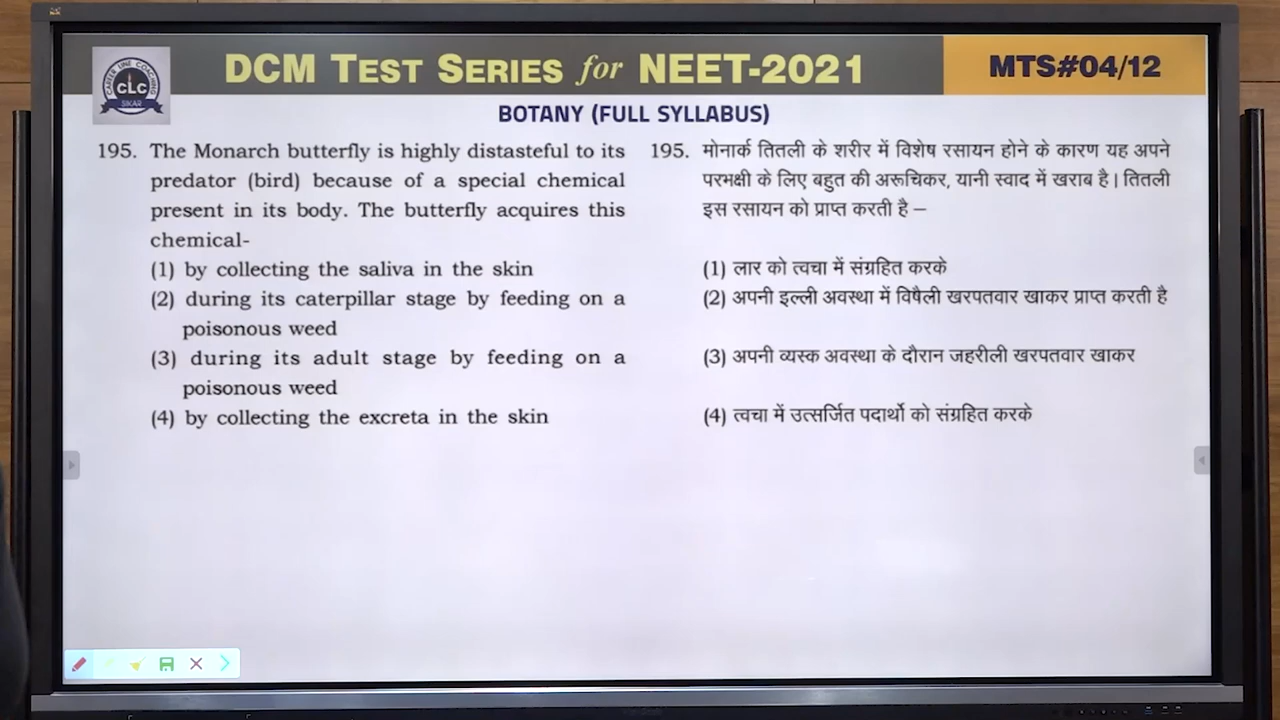 DCM TEST SERIES for NEET-2021
MTS#04/12
CAREER LINE COACHING
CLC
SIKAR
BOTANY (FULL SYLLABUS)
195. The Monarch butterfly is highly distasteful to its
predator (bird) because of a special chemical
present in its body. The butterfly acquires this
chemical-
(1) by collecting the saliva in the skin
(2) during its caterpillar stage by feeding on a
poisonous weed
(3) during its adult stage by feeding on a
poisonous weed
(4) by collecting the excreta in the skin
195. मोनार्क तितली के शरीर में विशेष रसायन होने के कारण यह अपने
परभक्षी के लिए बहुत की अरूचिकर, यानी स्वाद में खराब है। तितली
इस रसायन को प्राप्त करती है –
(1) लार को त्वचा में संग्रहित करके
(2) अपनी इल्ली अवस्था में विषैली खरपतवार खाकर प्राप्त करती है
(3) अपनी व्यस्क अवस्था के दौरान जहरीली खरपतवार खाकर
(4) त्वचा में उत्सर्जित पदार्थो को संग्रहित करके